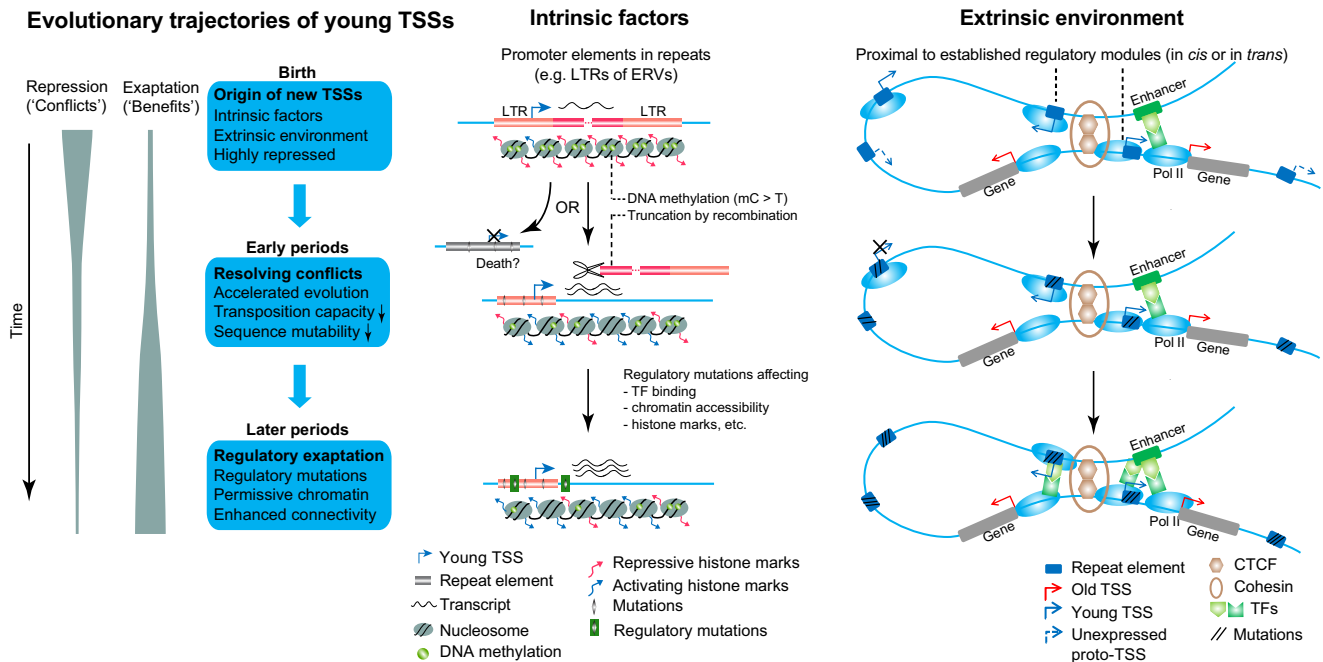 Evolutionary trajectories of young TSSs
Repression
(‘Conflicts’)
Exaptation
(‘Benefits’)
Time
Birth
Origin of new TSSs
Intrinsic factors
Extrinsic environment
Highly repressed
Early periods
Resolving conflicts
Accelerated evolution
Transposition capacity
Sequence mutability
Later periods
Regulatory exaptation
Regulatory mutations
Permissive chromatin
Enhanced connectivity
Intrinsic factors
Promoter elements in repeats
(e.g. LTRs of ERVs)
LTR
LTR
OR
DNA methylation (mC > T)
Truncation by recombination
Death?
Regulatory mutations affecting
- TF binding
- chromatin accessibility
- histone marks, etc.
Young TSS
Repeat element
Transcript
Nucleosome
DNA methylation
Repressive histone marks
Activating histone marks
Mutations
Regulatory mutations
Extrinsic environment
Proximal to established regulatory modules (in cis or in trans)
Enhancer
Gene
Pol II
Gene
Enhancer
Gene
Pol II
Gene
Enhancer
Gene
Pol II
Gene
Repeat element
Old TSS
Young TSS
Unexpressed
proto-TSS
CTCF
Cohesin
TFs
Mutations